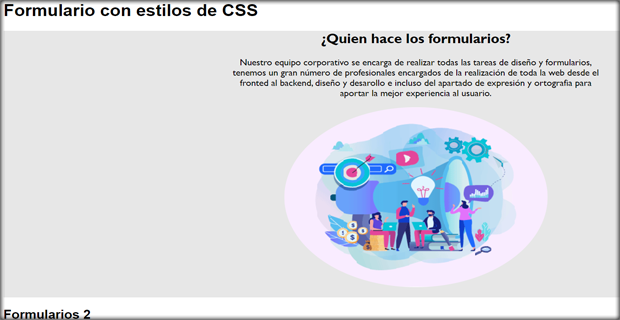 Formulario con estilos de CSS
¿Quien hace los formularios?
Nuestro equipo corporativo se encarga de realizar todas las tareas de diseño y formularios,
tenemos un gran número de profesionales encargados de la realización de toda la web desde el
fronted al backend, diseño y desarollo e incluso del apartado de expresión y ortografia para
aportar la mejor experiencia al usuario.
Formularios 2